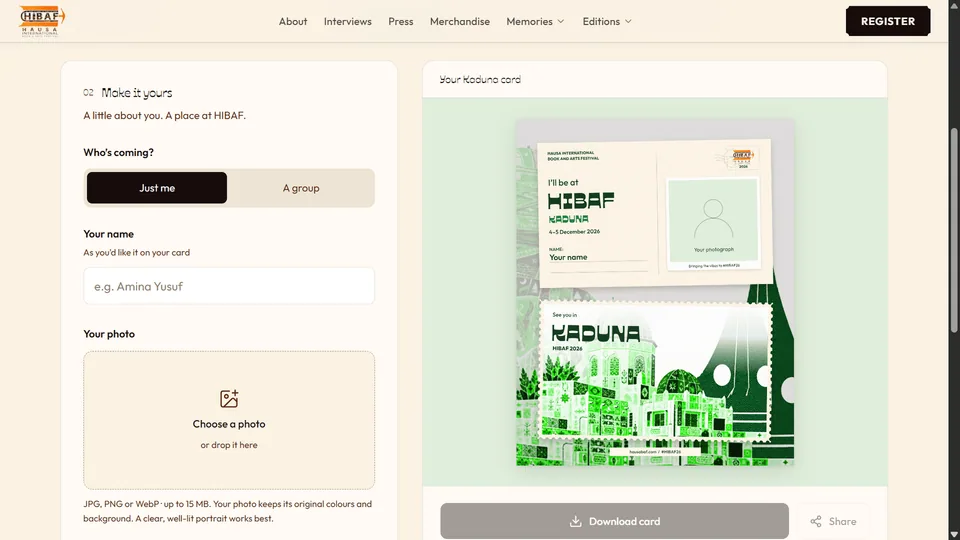 HIBAF
HAUSA
INTERNATIONAL
About
Interviews
Press
Merchandise
Memories
Editions
REGISTER
02 Make it yours
A little about you. A place at HIBAF.
Who's coming?
Just me
A group
Your name
As you'd like it on your card
e.g. Amina Yusuf
Your photo
Choose a photo
or drop it here
JPG, PNG or WebP · up to 15 MB. Your photo keeps its original colours and
background. A clear, well-lit portrait works best.
Your Kaduna card
HAUSA INTERNATIONAL
BOOK AND ARTS FESTIVAL
HIBAF
2026
I'll be at
HIBAF
KADUNA
4–5 December 2026
NAME:
Your name
Your photograph
See you in
KADUNA
HIBAF 2026
hausabaf.com / #HIBAF26
Download card
Share